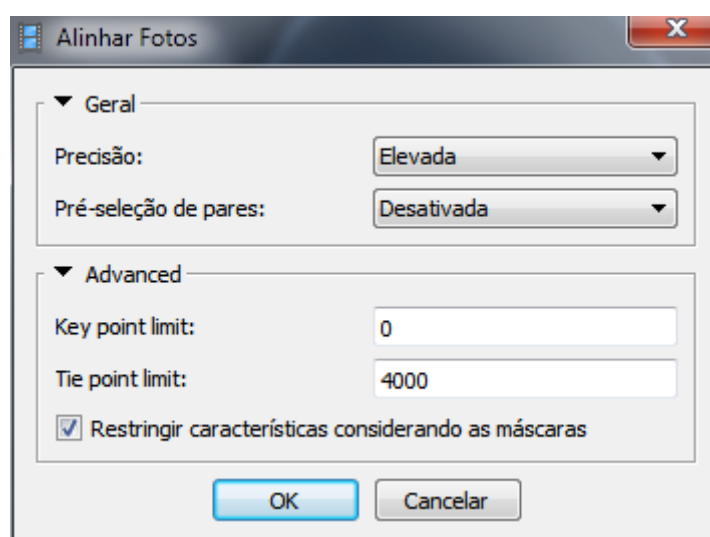 Alinhar Fotos
Geral
Precisão: Elevada
Pré-seleção de pares: Desativada
Advanced
Key point limit: 0
Tie point limit: 4000
Restringir características considerando as máscaras
OK Cancelar